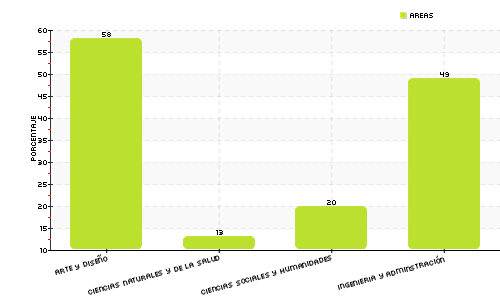 AREAS
60
55
50
45
40
35
30
25
20
15
10
PORCENTAJE
58
13
20
49
ARTE Y DISEÑO
CIENCIAS NATURALES Y DE LA SALUD
CIENCIAS SOCIALES Y HUMANIDADES
INGENIERIA Y ADMINSTRACIÓN